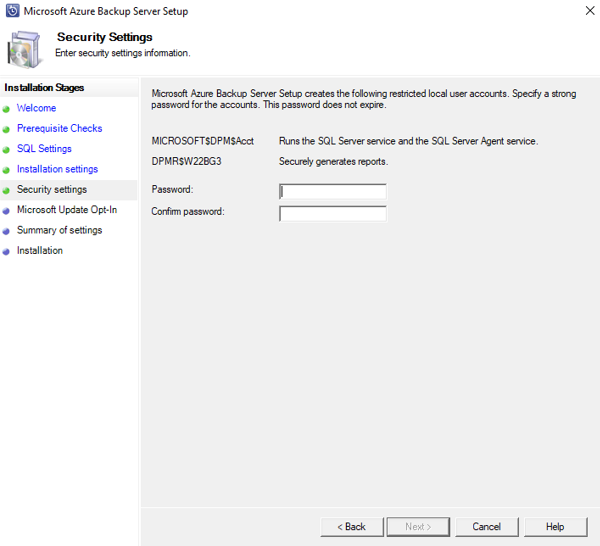 Microsoft Azure Backup Server Setup
Security Settings
Enter security settings information.
Installation Stages
Welcome
Prerequisite Checks
SQL Settings
Installation settings
Security settings
Microsoft Update Opt-In
Summary of settings
Installation
Microsoft Azure Backup Server Setup creates the following restricted local user accounts. Specify a strong
password for the accounts. This password does not expire.
MICROSOFT$DPM$Acct Runs the SQL Server service and the SQL Server Agent service.
DPMR$W22BG3 Securely generates reports.
Password:
Confirm password:
< Back Next > Cancel Help